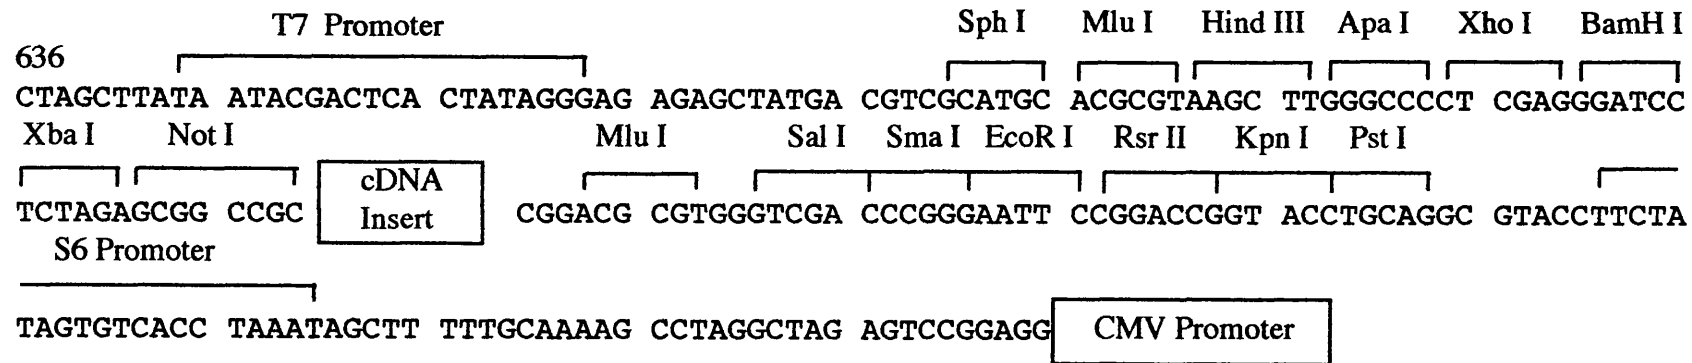 T7 Promoter Sph I Mlu I Hind III Apa I Xho I BamH I
636
CTAGCTTATA ATACGACTCA CTATAGGGAG AGAGCTATGA CGTCGCATGC ACGCGTAAGC TTGGGCCCCT CGAGGGATCC
Xba I Not I Mlu I Sal I Sma I EcoR I Rsr II Kpn I Pst I
cDNA
TCTAGAGCGG CCGC CGGACG CGTGGGTCGA CCCGGGAATT CCGGACCGGT ACCTGCAGGC GTACCTTCTA
Insert
S6 Promoter
TAGTGTCACC TAAATAGCTT TTTGCAAAAG CCTAGGCTAG AGTCCGGAGG CMV Promoter